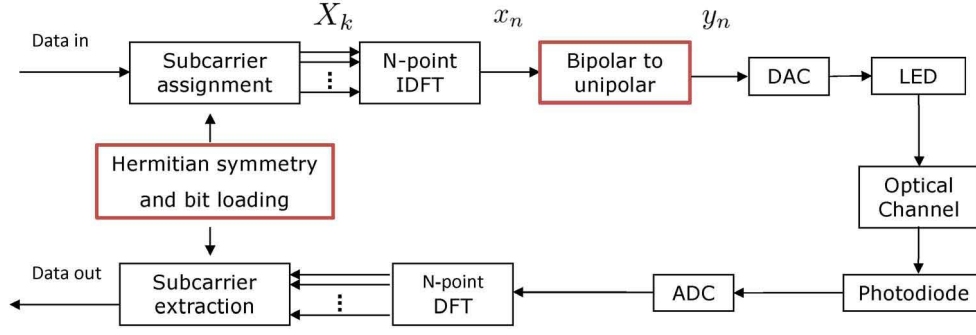 X_k
x_n
y_n
Data in
Subcarrier
assignment
N-point
IDFT
Bipolar to
unipolar
DAC
LED
Hermitian symmetry
and bit loading
Optical
Channel
Data out
Subcarrier
extraction
N-point
DFT
ADC
Photodiode